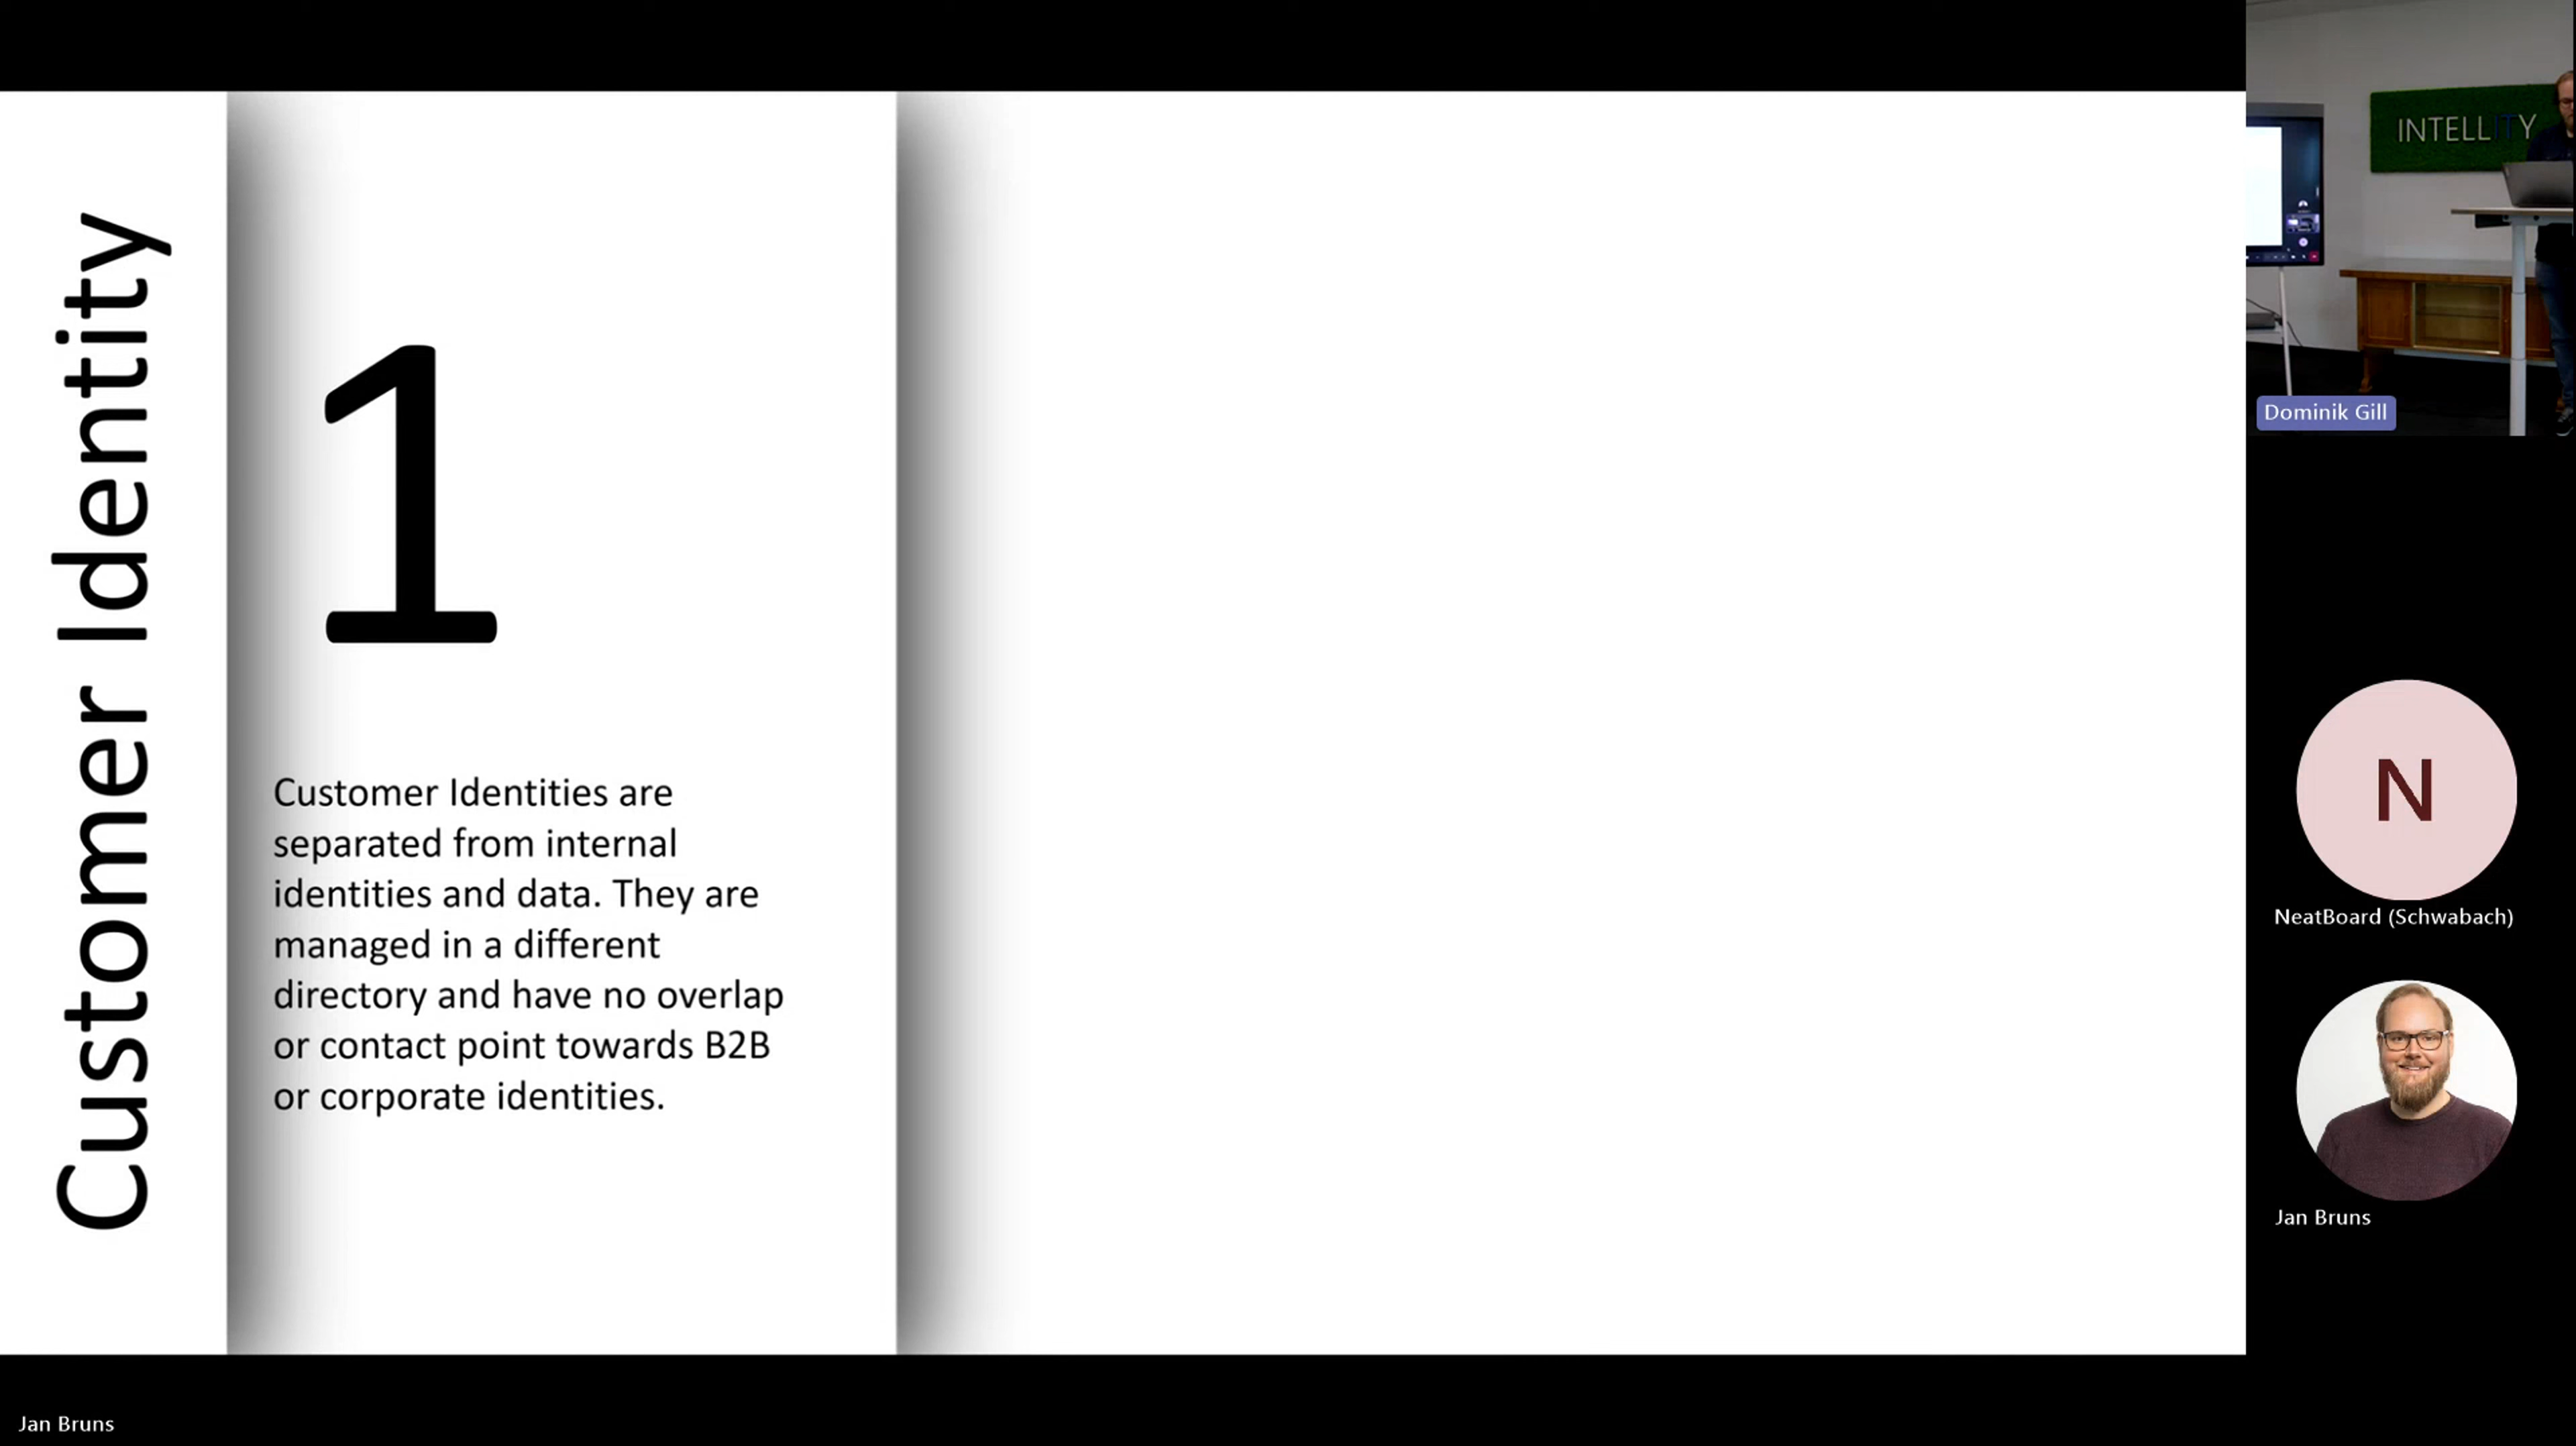 Customer Identity
1
Customer Identities are
separated from internal
identities and data. They are
managed in a different
directory and have no overlap
or contact point towards B2B
or corporate identities.
INTELLITY
Dominik Gill
N
NeatBoard (Schwabach)
Jan Bruns
Jan Bruns